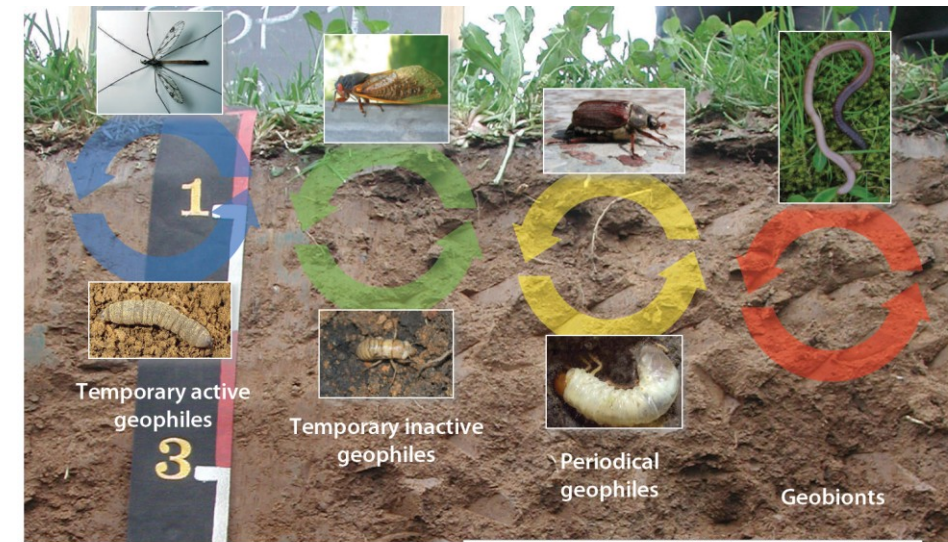 1.
3.
Temporary active
geophiles
Temporary inactive
geophiles
Periodical
geophiles
Geobionts